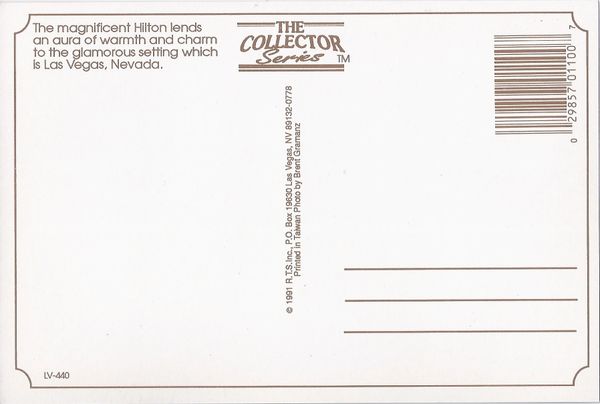 The magnificent Hilton lends
an aura of warmth and charm
to the glamorous setting which
is Las Vegas, Nevada.
THE
COLLECTOR
Series TM
© 1991 R.T.S. Inc., P.O. Box 19630 Las Vegas, NV 89132-0778
Printed in Taiwan Photo by Brent Gramanz
0 29857 01100 7
LV-440